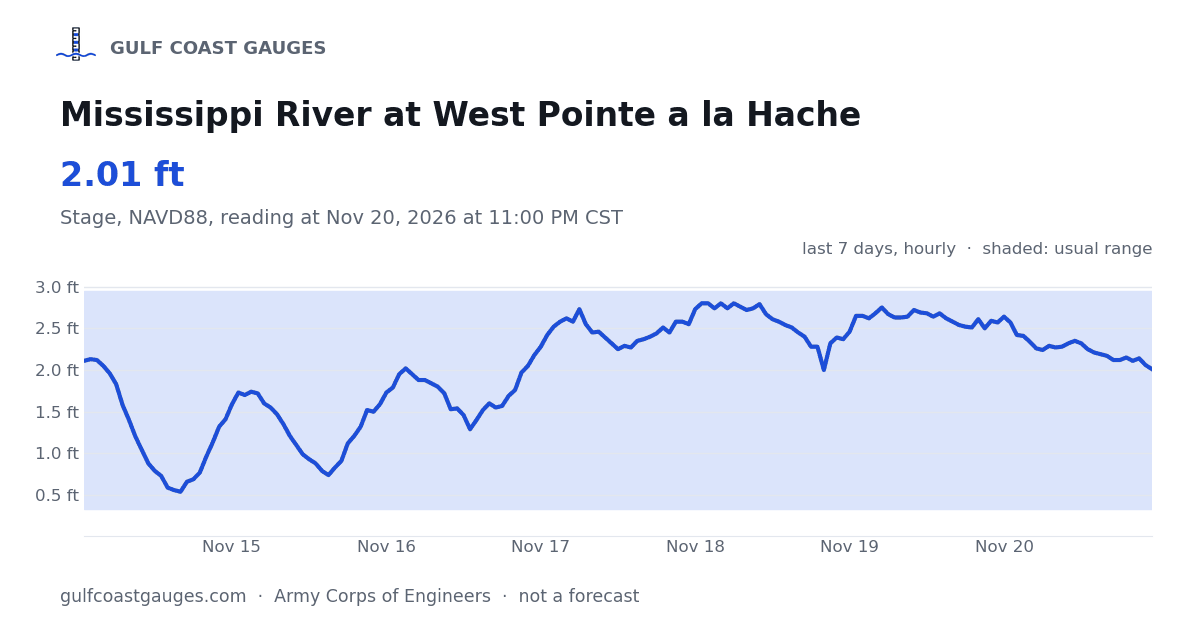 GULF COAST GAUGES
Mississippi River at West Pointe a la Hache
2.01 ft
Stage, NAVD88, reading at Nov 20, 2026 at 11:00 PM CST
last 7 days, hourly · shaded: usual range
3.0 ft
2.5 ft
2.0 ft
1.5 ft
1.0 ft
0.5 ft
Nov 15 Nov 16 Nov 17 Nov 18 Nov 19 Nov 20
gulfcoastgauges.com · Army Corps of Engineers · not a forecast